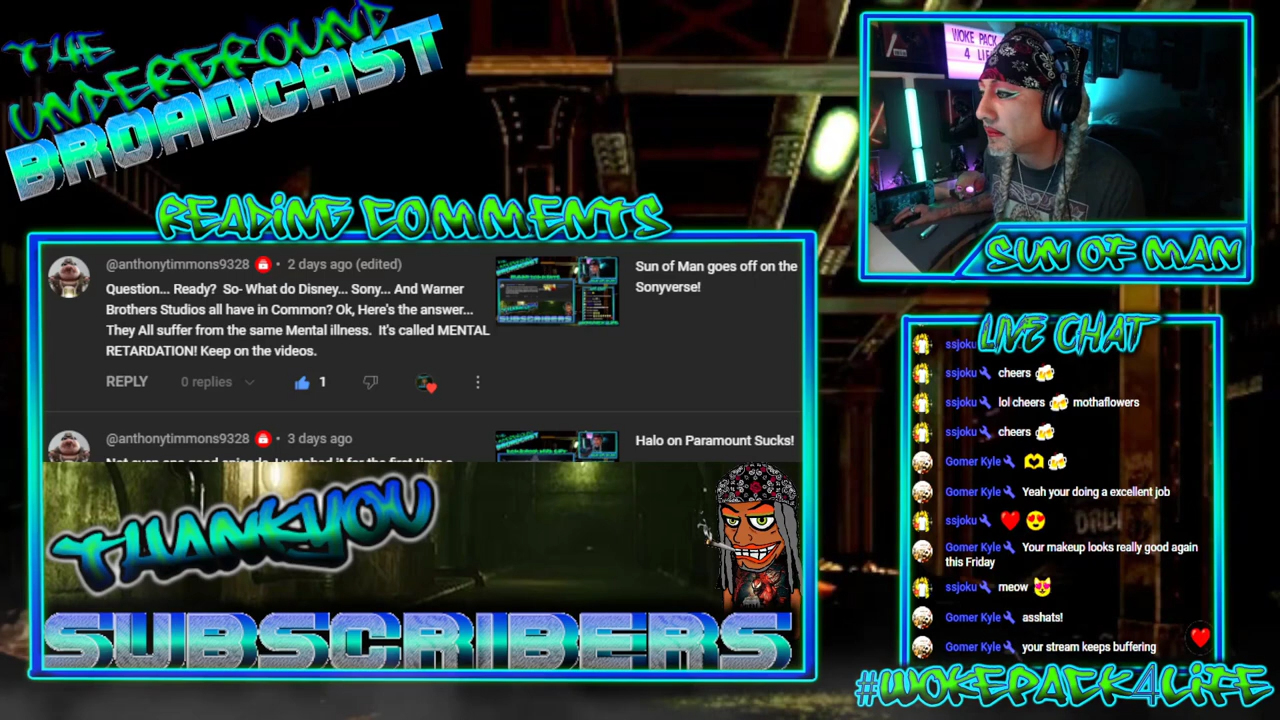 THE
UNDERGROUND
BROADCAST
READING COMMENTS
@anthonytimmons9328 • 2 days ago (edited)
Question... Ready? So- What do Disney... Sony... And Warner
Brothers Studios all have in Common? Ok, Here's the answer...
They All suffer from the same Mental illness. It's called MENTAL
RETARDATION! Keep on the videos.
REPLY 0 replies 1
Sun of Man goes off on the
Sonyverse!
@anthonytimmons9328 • 3 days ago
Halo on Paramount Sucks!
THANKYOU
SUBSCRIBERS
WOKE PACK
4 LIFE
SUN OF MAN
LIVE CHAT
ssjoku
ssjoku cheers 🍻
ssjoku lol cheers 🍻 mothaflowers
ssjoku cheers 🍻
Gomer Kyle 🍻
Gomer Kyle Yeah your doing a excellent job
ssjoku ❤️ 😍
Gomer Kyle Your makeup looks really good again
this Friday
ssjoku meow 😻
Gomer Kyle asshats!
Gomer Kyle your stream keeps buffering
#WOKEPACK4LIFE